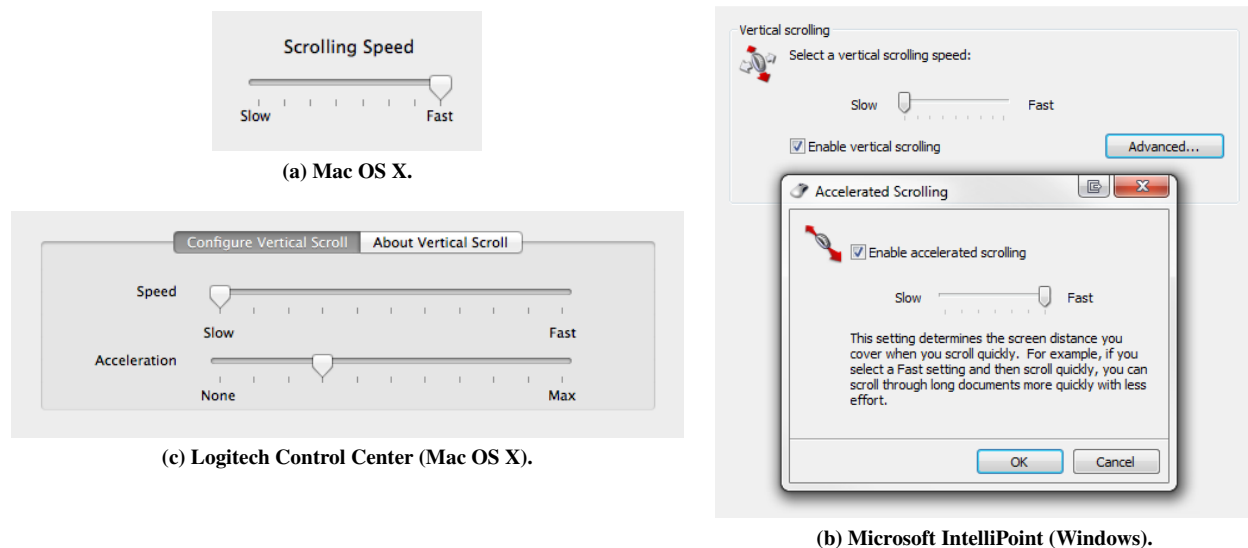 Scrolling Speed
Slow Fast
(a) Mac OS X.
Configure Vertical Scroll About Vertical Scroll
Speed
Slow Fast
Acceleration
None Max
(c) Logitech Control Center (Mac OS X).
Vertical scrolling
Select a vertical scrolling speed:
Slow Fast
Enable vertical scrolling Advanced...
Accelerated Scrolling
Enable accelerated scrolling
Slow Fast
This setting determines the screen distance you
cover when you scroll quickly. For example, if you
select a Fast setting and then scroll quickly, you can
scroll through long documents more quickly with less
effort.
OK Cancel
(b) Microsoft IntelliPoint (Windows).